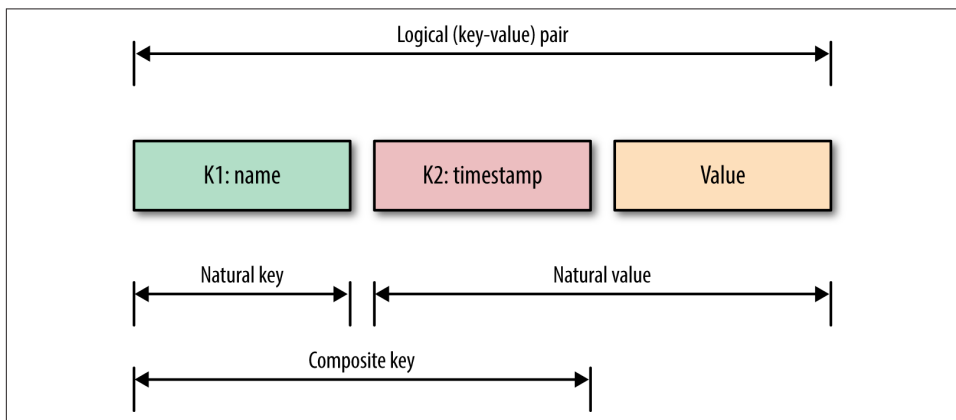 Logical (key-value) pair
K1: name
K2: timestamp
Value
Natural key
Natural value
Composite key